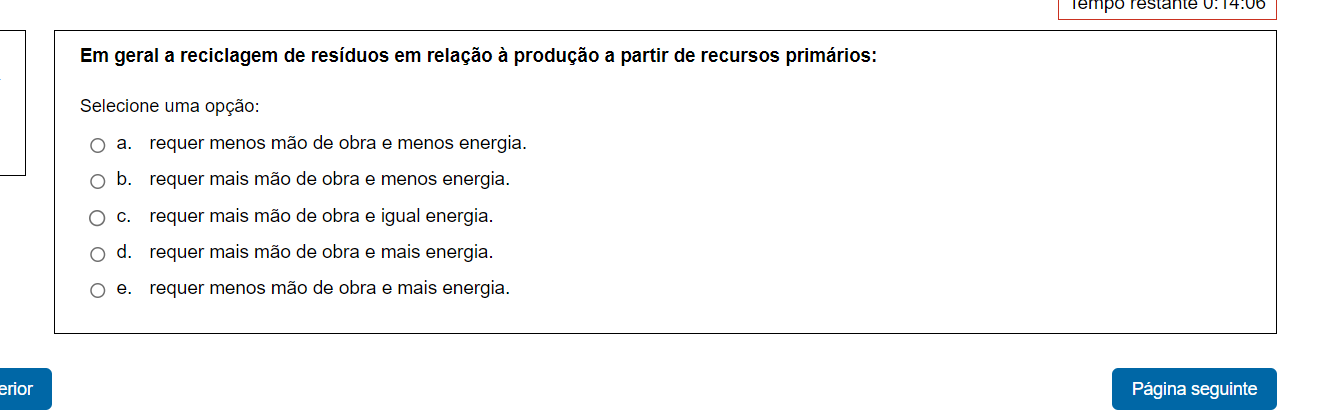 Tempo restante 0:14:06
Em geral a reciclagem de resíduos em relação à produção a partir de recursos primários:
Selecione uma opção:
a. requer menos mão de obra e menos energia.
b. requer mais mão de obra e menos energia.
c. requer mais mão de obra e igual energia.
d. requer mais mão de obra e mais energia.
e. requer menos mão de obra e mais energia.
erior
Página seguinte